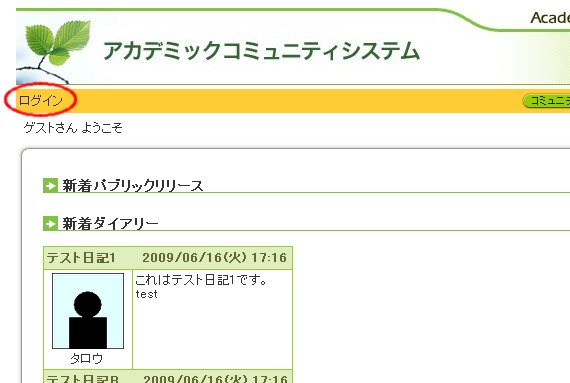 Acade
アカデミックコミュニティシステム
ログイン
コミュニテ
ゲストさん ようこそ
新着パブリックリリース
新着ダイアリー
テスト日記1 2009/06/16(火) 17:16
これはテスト日記1です。
test
タロウ
テスト日記B 2009/06/16(火) 17:16